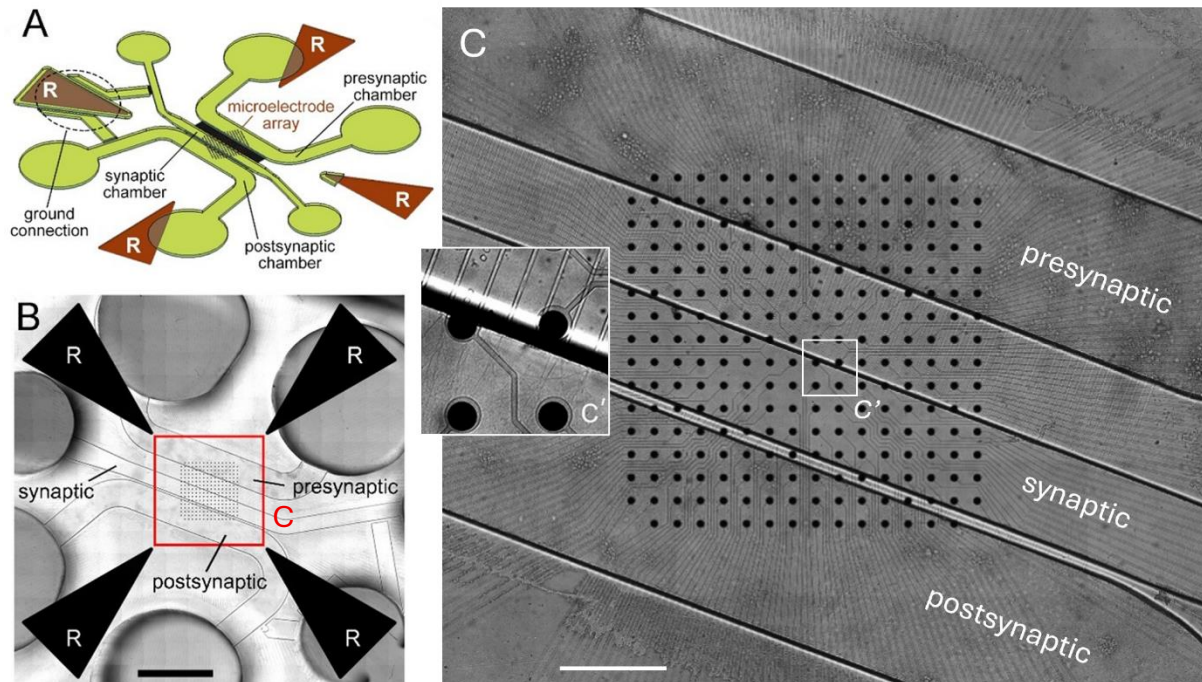 A
R
R
presynaptic
chamber
microelectrode
array
synaptic
chamber
ground
connection
R
R
postsynaptic
chamber
B
R
R
synaptic
presynaptic
C
postsynaptic
R
R
C
presynaptic
C'
C'
synaptic
postsynaptic